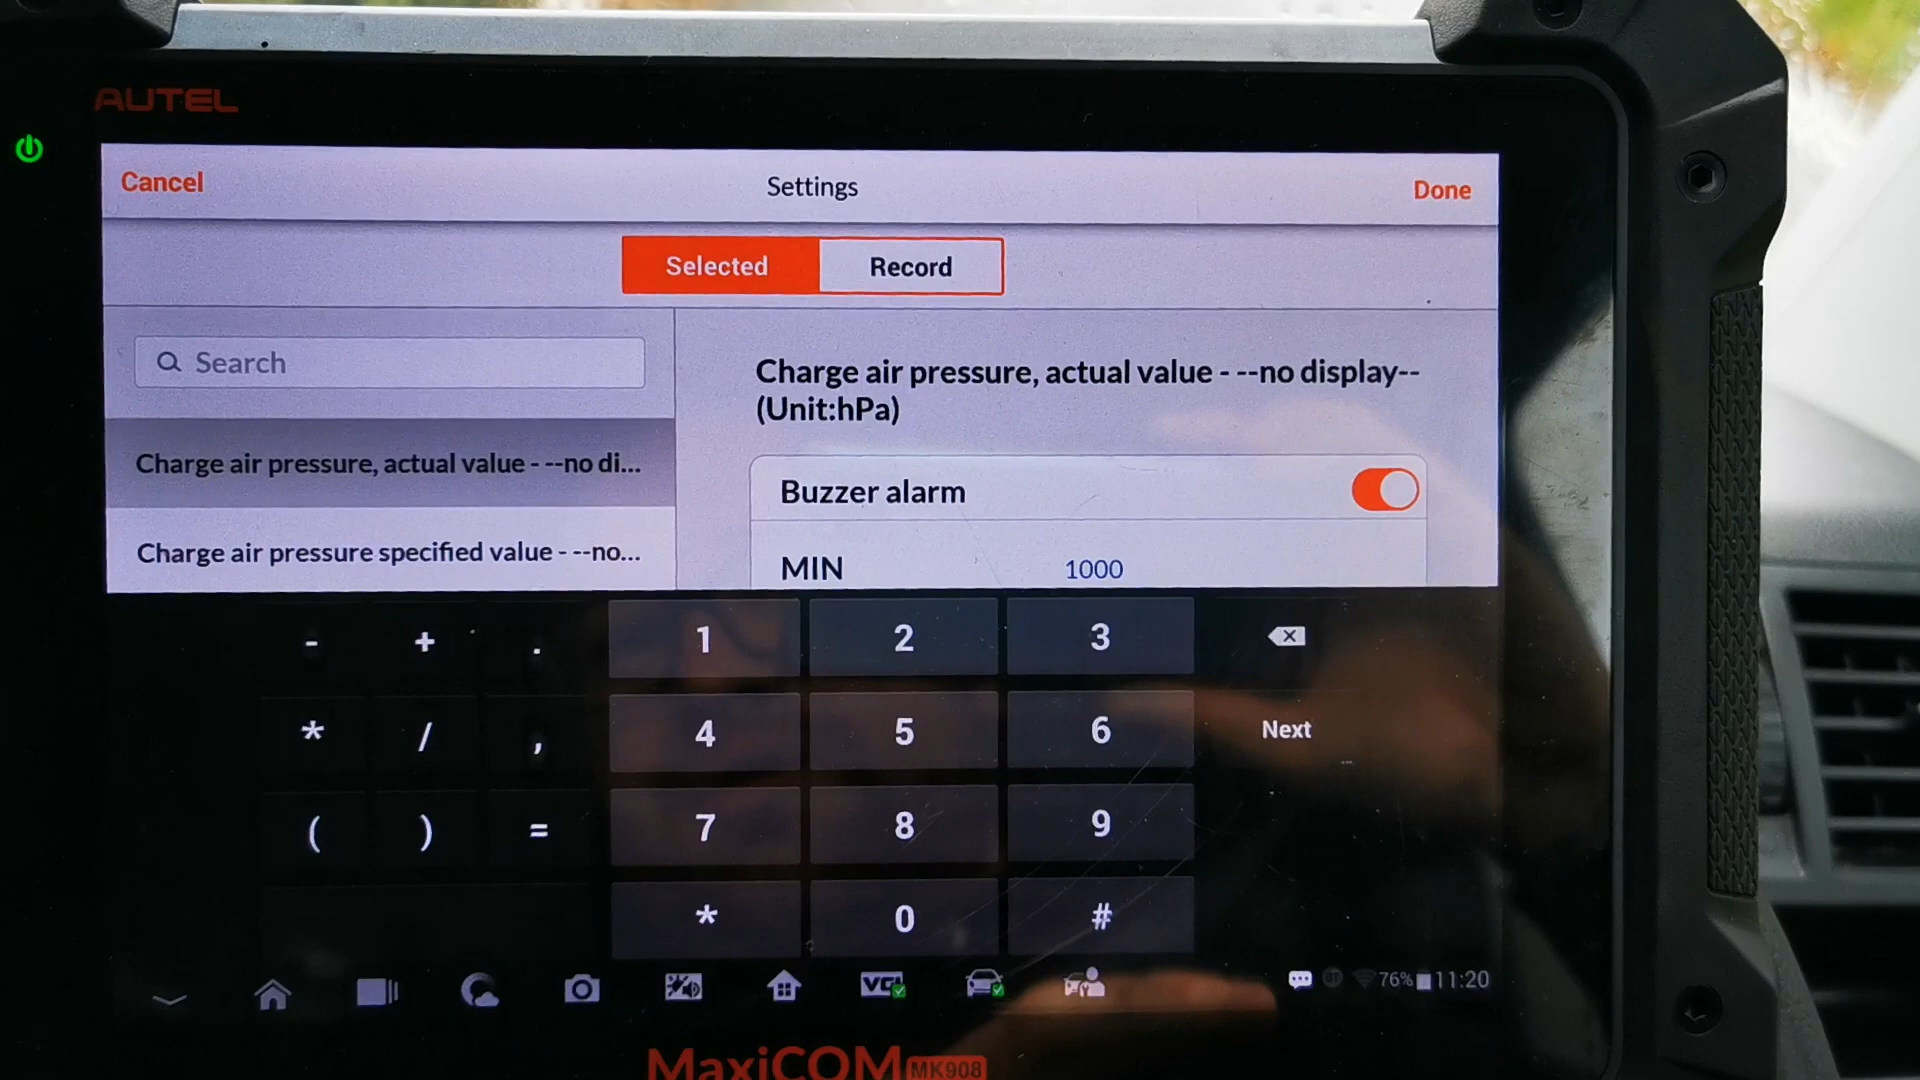 AUTEL
Cancel
Settings
Done
Selected
Record
Search
Charge air pressure, actual value - --no display--
(Unit:hPa)
Charge air pressure, actual value - --no di...
Buzzer alarm
Charge air pressure specified value - --no...
MIN
1000
- + . 1 2 3
* / , 4 5 6 Next
( ) = 7 8 9
* 0 #
VCI
76% 11:20
MaxiCOM MK908